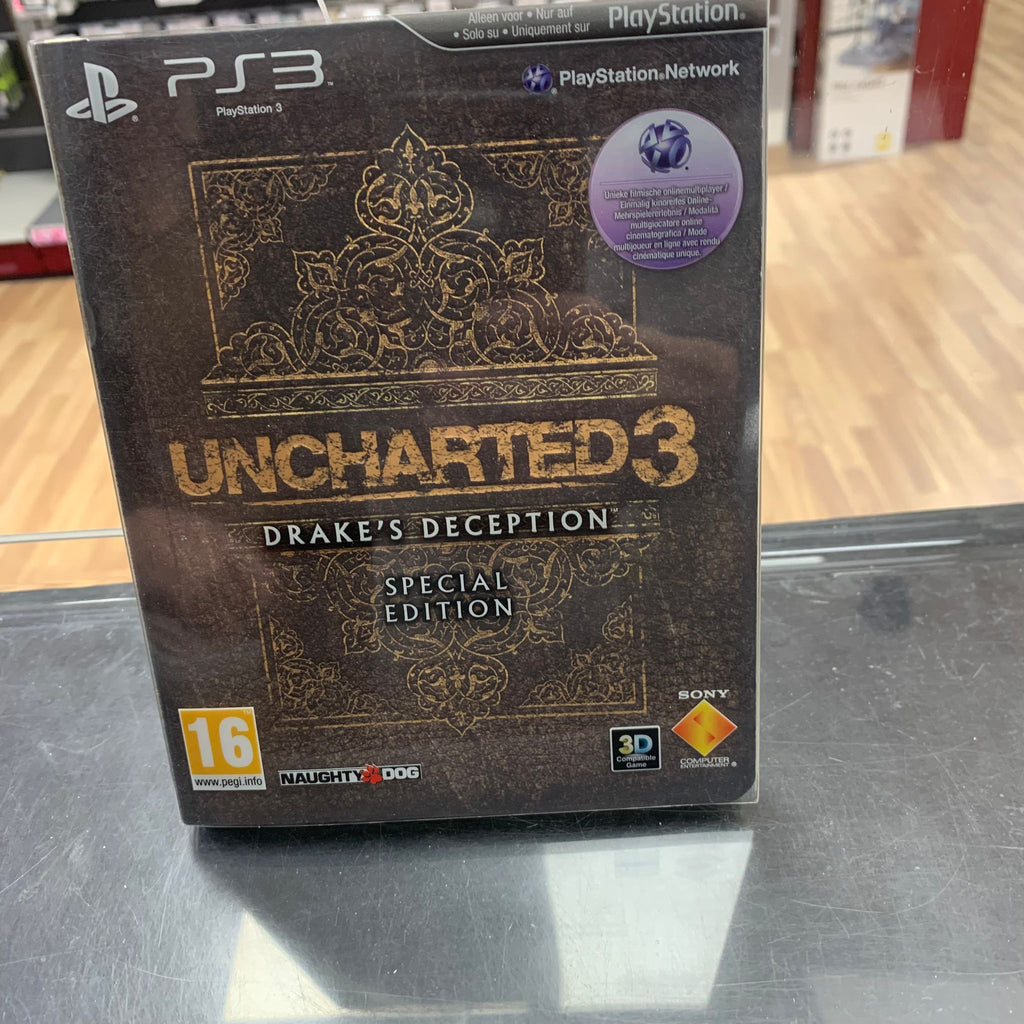 Alleen voor • Nur auf
• Solo su • Uniquement sur
PlayStation®
PS3™
PlayStation 3
PlayStation®Network
Unieke filmische onlinemultiplayer /
Einmalig kinoreifes Online-
Mehrspielererlebnis / Modalità
multigiocatore online
cinematografica / Mode
multijoueur en ligne avec rendu
cinématique unique.
UNCHARTED 3
DRAKE'S DECEPTION™
SPECIAL
EDITION
16
www.pegi.info
NAUGHTY DOG
3D
Compatible
Game
SONY
COMPUTER
ENTERTAINMENT®